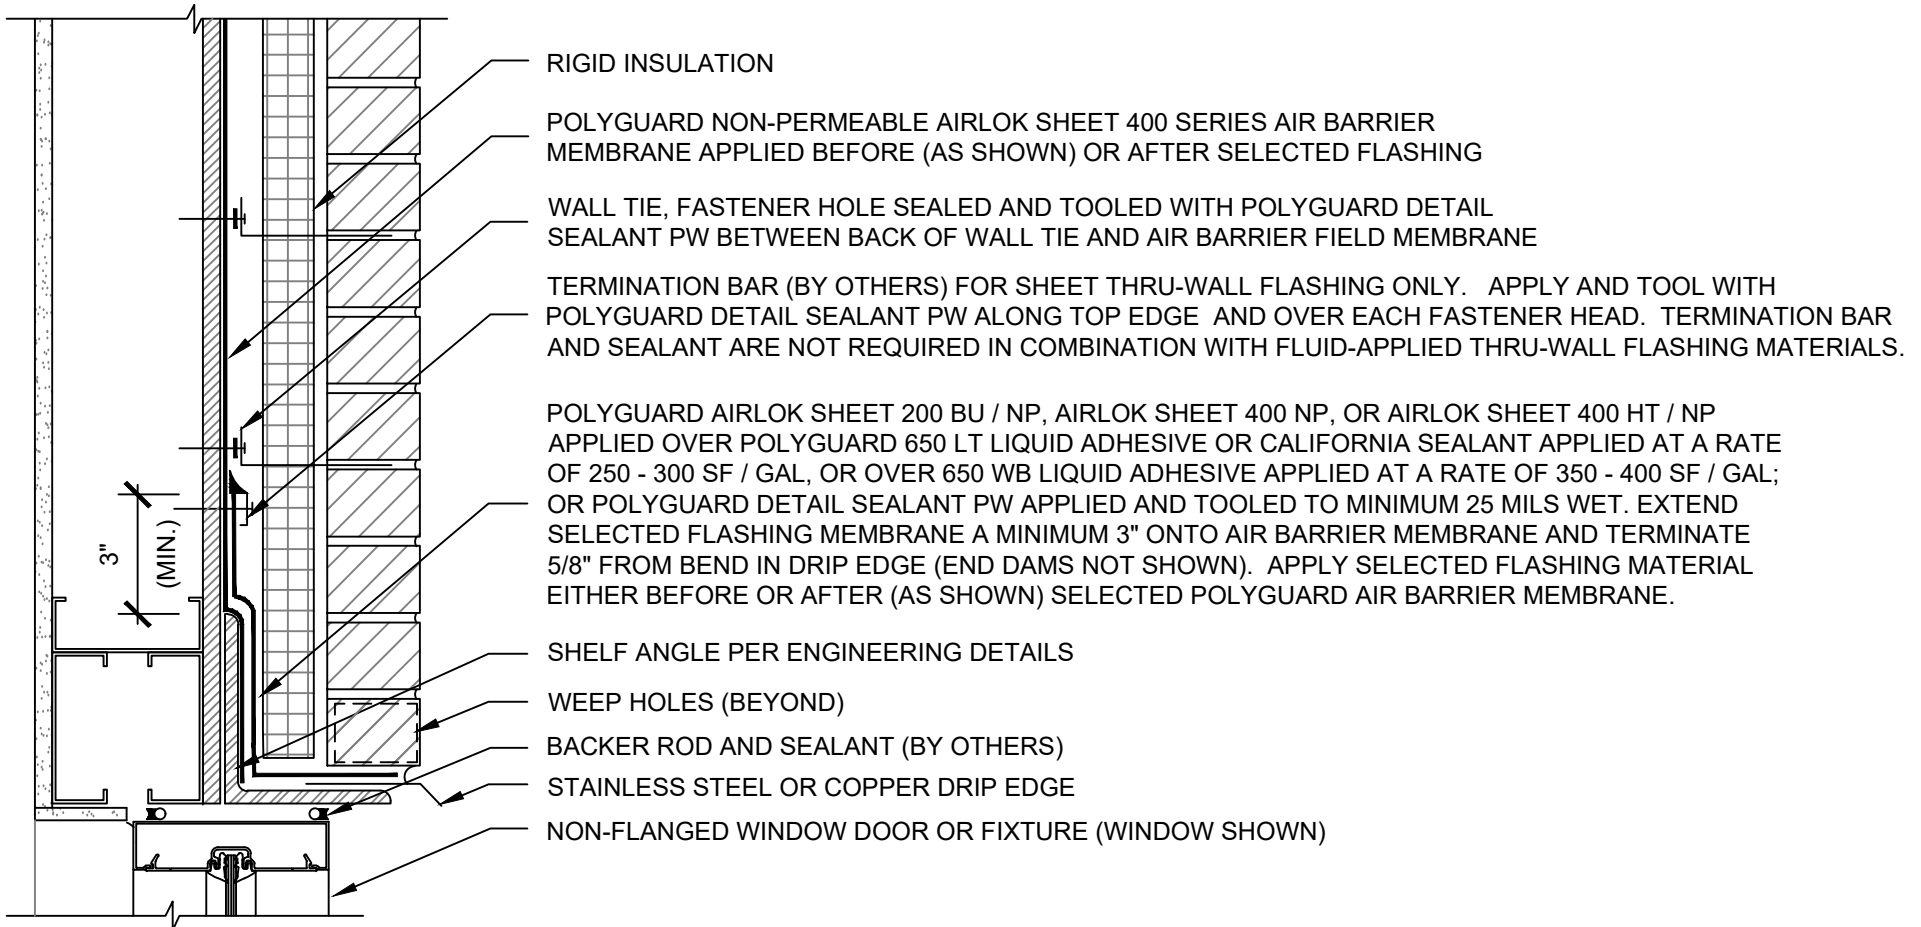 RIGID INSULATION
POLYGUARD NON-PERMEABLE AIRLOK SHEET 400 SERIES AIR BARRIER
MEMBRANE APPLIED BEFORE (AS SHOWN) OR AFTER SELECTED FLASHING
WALL TIE, FASTENER HOLE SEALED AND TOOLED WITH POLYGUARD DETAIL
SEALANT PW BETWEEN BACK OF WALL TIE AND AIR BARRIER FIELD MEMBRANE
TERMINATION BAR (BY OTHERS) FOR SHEET THRU-WALL FLASHING ONLY. APPLY AND TOOL WITH
POLYGUARD DETAIL SEALANT PW ALONG TOP EDGE AND OVER EACH FASTENER HEAD. TERMINATION BAR
AND SEALANT ARE NOT REQUIRED IN COMBINATION WITH FLUID-APPLIED THRU-WALL FLASHING MATERIALS.
POLYGUARD AIRLOK SHEET 200 BU / NP, AIRLOK SHEET 400 NP, OR AIRLOK SHEET 400 HT / NP
APPLIED OVER POLYGUARD 650 LT LIQUID ADHESIVE OR CALIFORNIA SEALANT APPLIED AT A RATE
OF 250 - 300 SF / GAL, OR OVER 650 WB LIQUID ADHESIVE APPLIED AT A RATE OF 350 - 400 SF / GAL;
OR POLYGUARD DETAIL SEALANT PW APPLIED AND TOOLED TO MINIMUM 25 MILS WET. EXTEND
SELECTED FLASHING MEMBRANE A MINIMUM 3" ONTO AIR BARRIER MEMBRANE AND TERMINATE
5/8" FROM BEND IN DRIP EDGE (END DAMS NOT SHOWN). APPLY SELECTED FLASHING MATERIAL
EITHER BEFORE OR AFTER (AS SHOWN) SELECTED POLYGUARD AIR BARRIER MEMBRANE.
3"
(MIN.)
SHELF ANGLE PER ENGINEERING DETAILS
WEEP HOLES (BEYOND)
BACKER ROD AND SEALANT (BY OTHERS)
STAINLESS STEEL OR COPPER DRIP EDGE
NON-FLANGED WINDOW DOOR OR FIXTURE (WINDOW SHOWN)